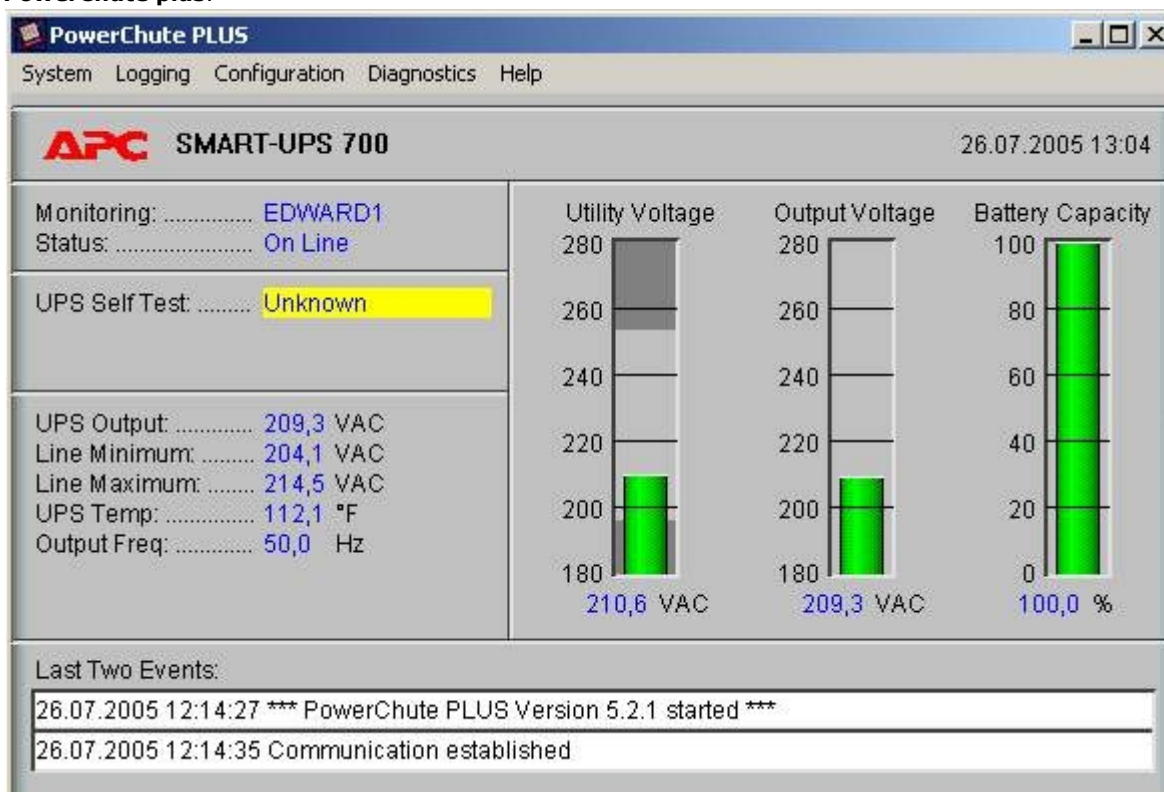 PowerChute PLUS
System Logging Configuration Diagnostics Help
APC SMART-UPS 700 26.07.2005 13:04
Monitoring: .............. EDWARD1
Status: ...................... On Line
UPS Self Test: ......... Unknown
UPS Output: ............ 209,3 VAC
Line Minimum: ......... 204,1 VAC
Line Maximum: ........ 214,5 VAC
UPS Temp: .............. 112,1 °F
Output Freq: ............ 50,0 Hz
Utility Voltage
280
260
240
220
200
180
210,6 VAC
Output Voltage
280
260
240
220
200
180
209,3 VAC
Battery Capacity
100
80
60
40
20
0
100,0 %
Last Two Events:
26.07.2005 12:14:27 *** PowerChute PLUS Version 5.2.1 started ***
26.07.2005 12:14:35 Communication established